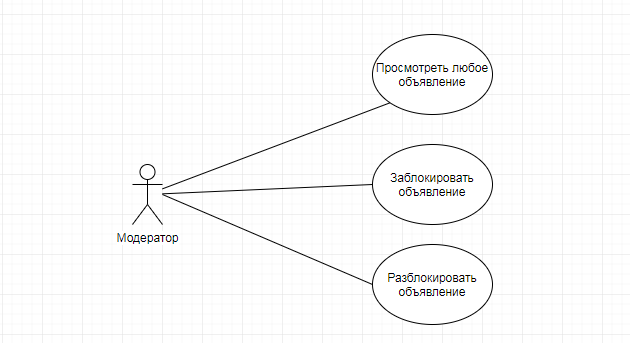 Просмотреть любое
объявление
Заблокировать
объявление
Модератор
Разблокировать
объявление